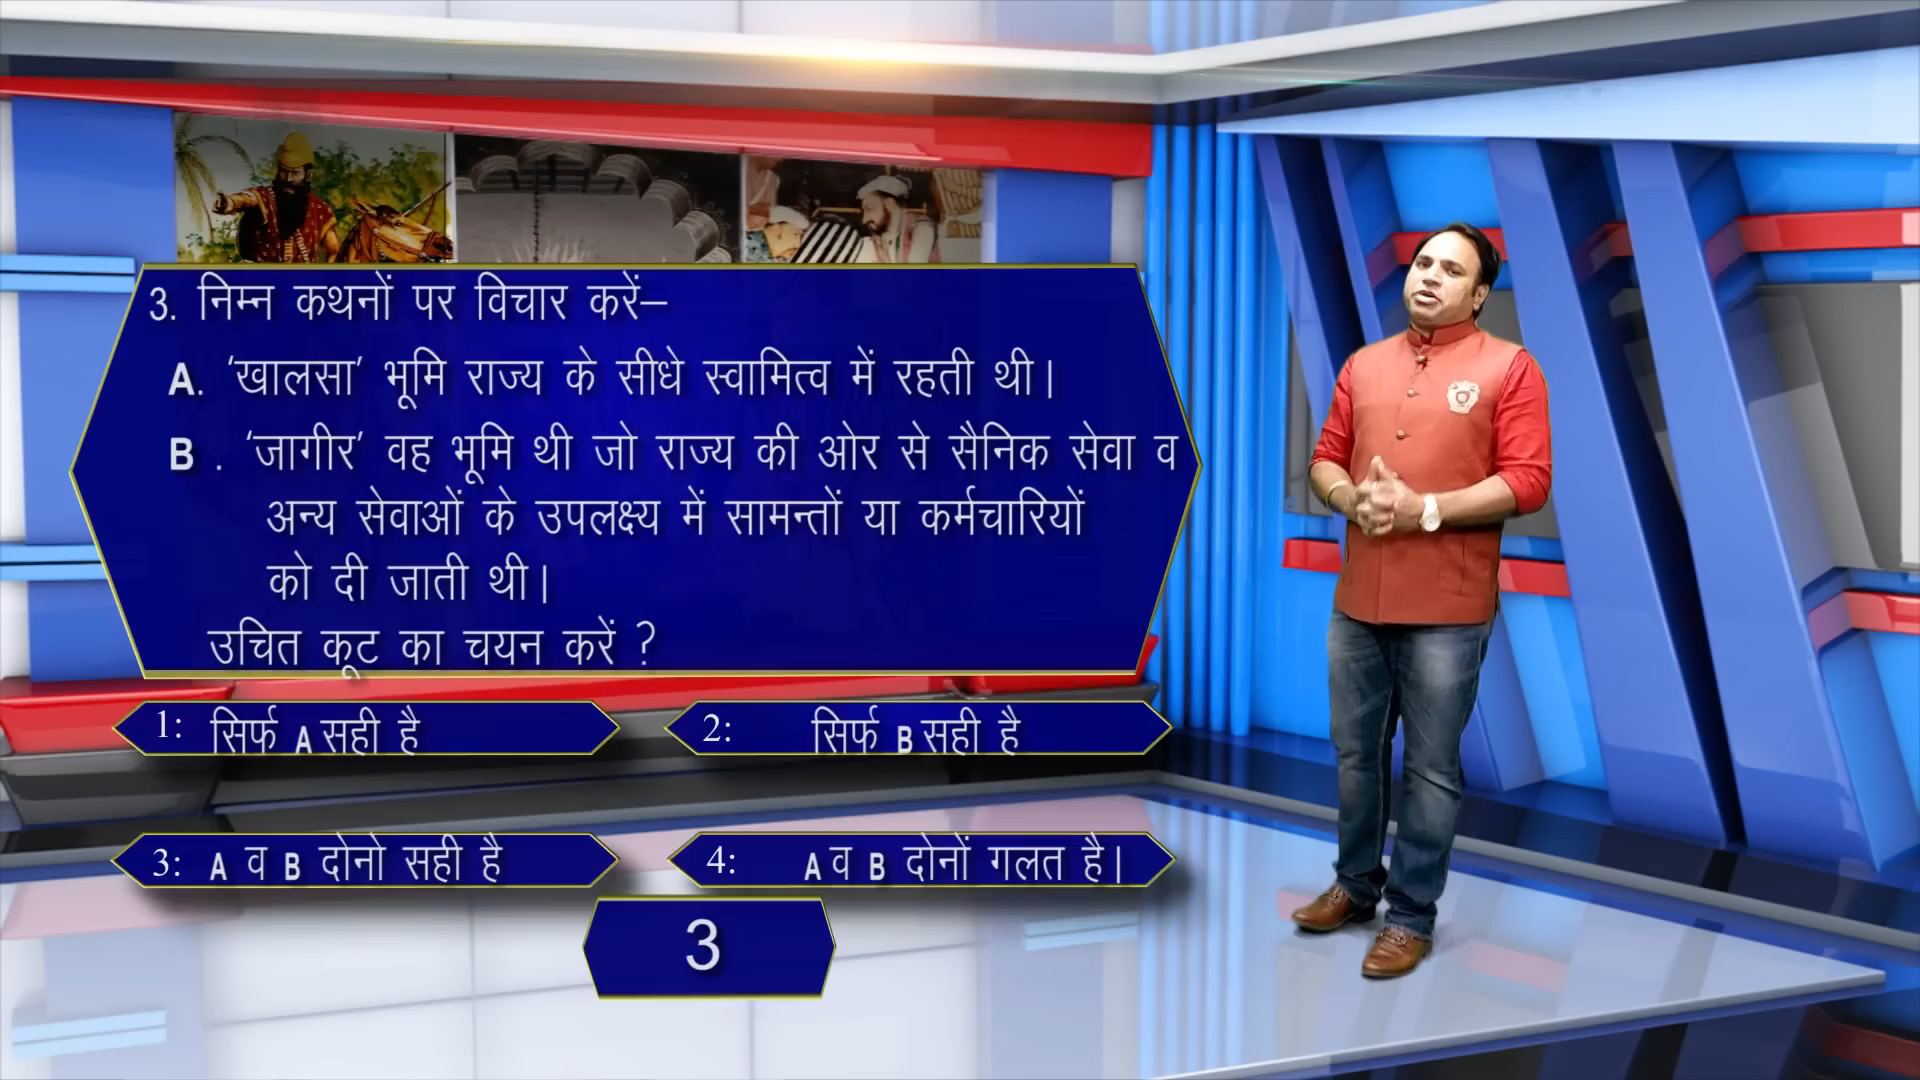 3. निम्न कथनों पर विचार करें–
A. ‘खालसा’ भूमि राज्य के सीधे स्वामित्व में रहती थी।
B . ‘जागीर’ वह भूमि थी जो राज्य की ओर से सैनिक सेवा व
अन्य सेवाओं के उपलक्ष्य में सामन्तों या कर्मचारियों
को दी जाती थी।
उचित कूट का चयन करें ?
1: सिर्फ A सही है
2: सिर्फ B सही है
3: A व B दोनो सही है
4: A व B दोनों गलत है।
3